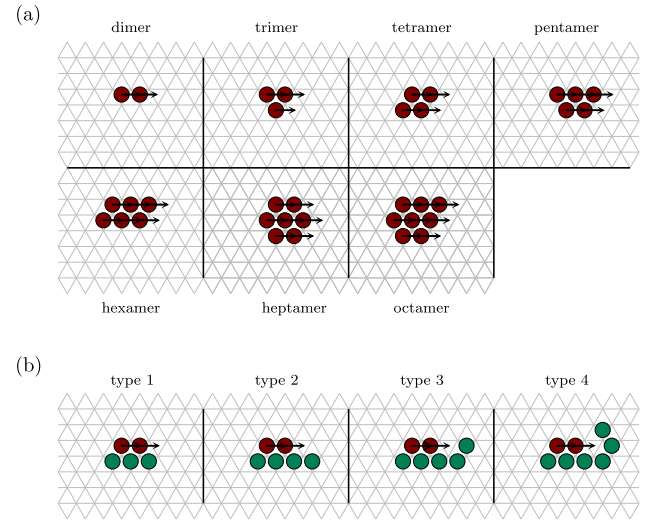 (a)
dimer trimer tetramer pentamer
hexamer heptamer octamer
(b)
type 1 type 2 type 3 type 4